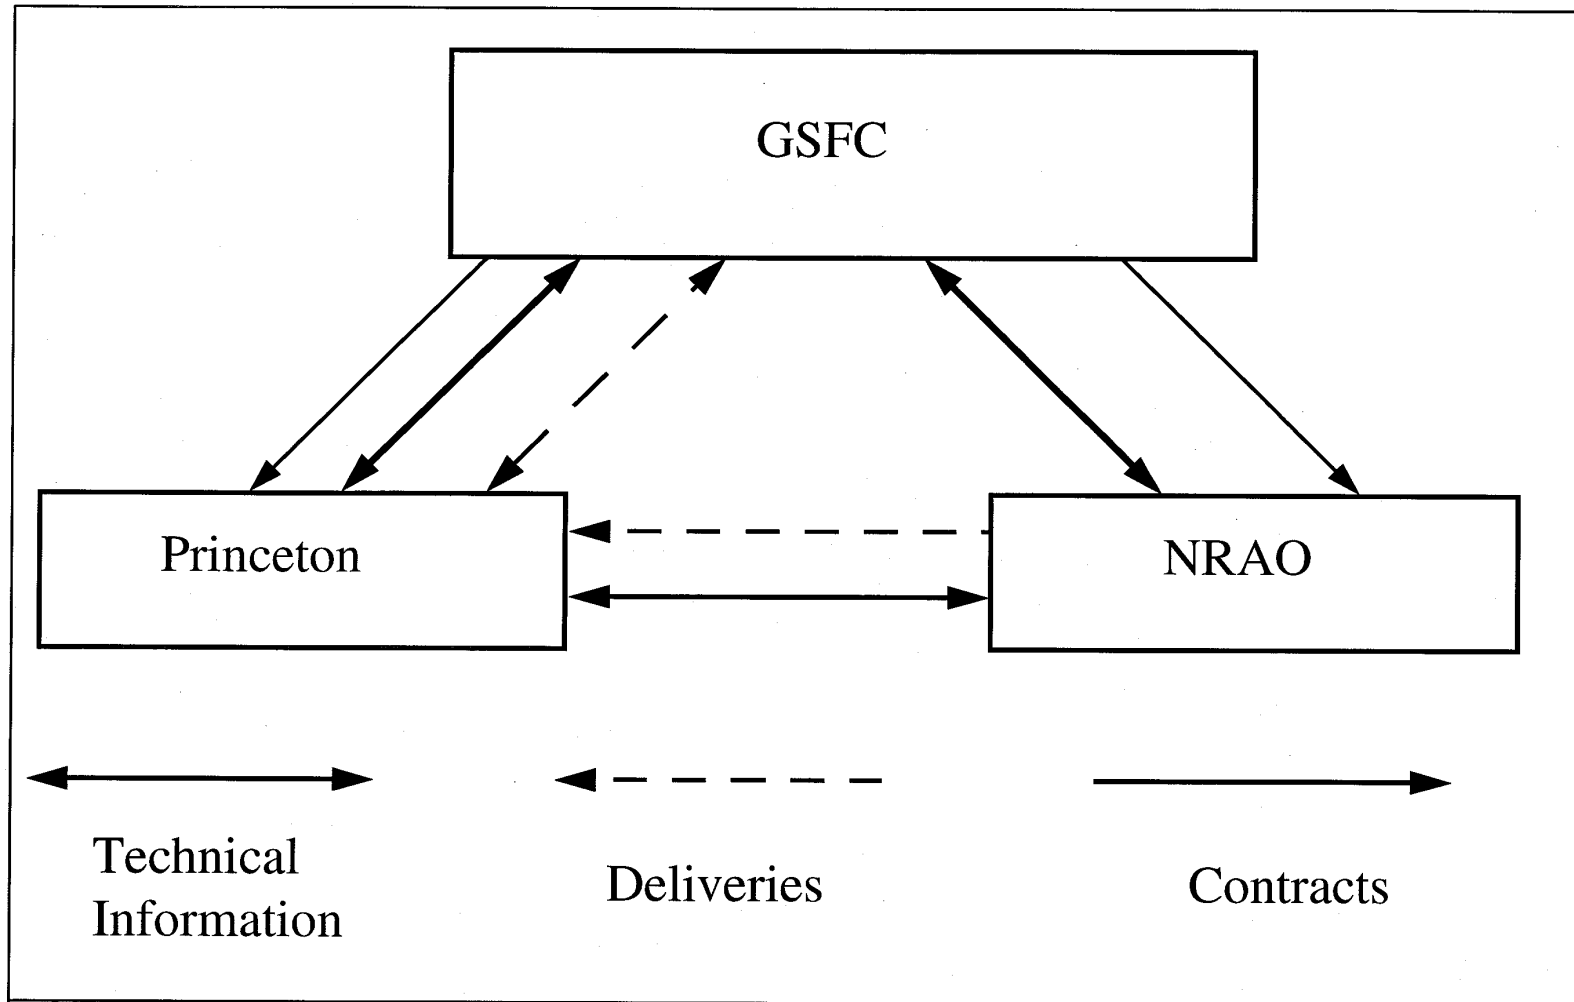 GSFC
Princeton
NRAO
Technical
Information
Deliveries
Contracts